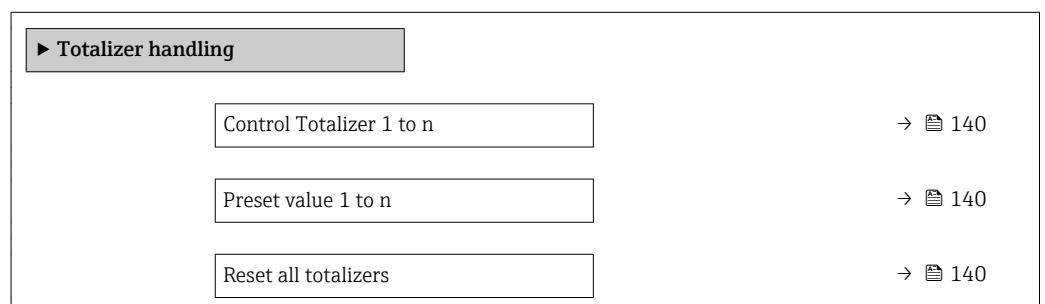 ▶ Totalizer handling
Control Totalizer 1 to n → 140
Preset value 1 to n → 140
Reset all totalizers → 140